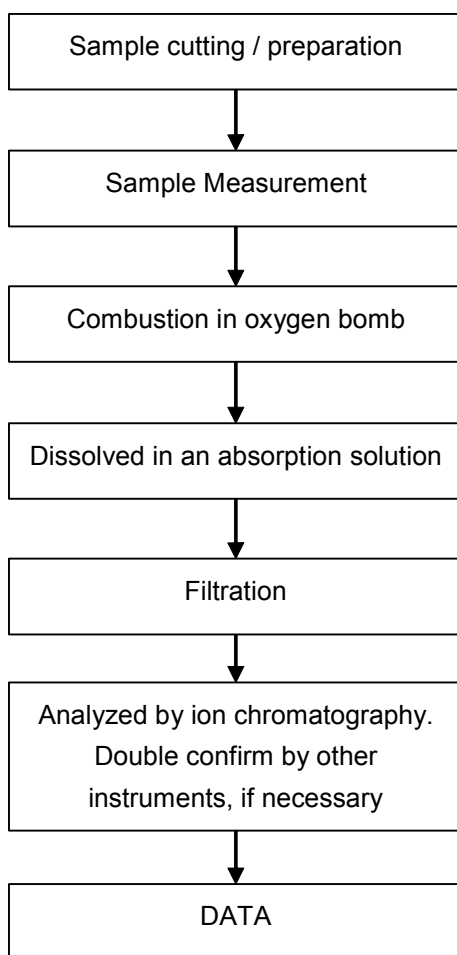 Sample cutting / preparation
Sample Measurement
Combustion in oxygen bomb
Dissolved in an absorption solution
Filtration
Analyzed by ion chromatography.
Double confirm by other
instruments, if necessary
DATA